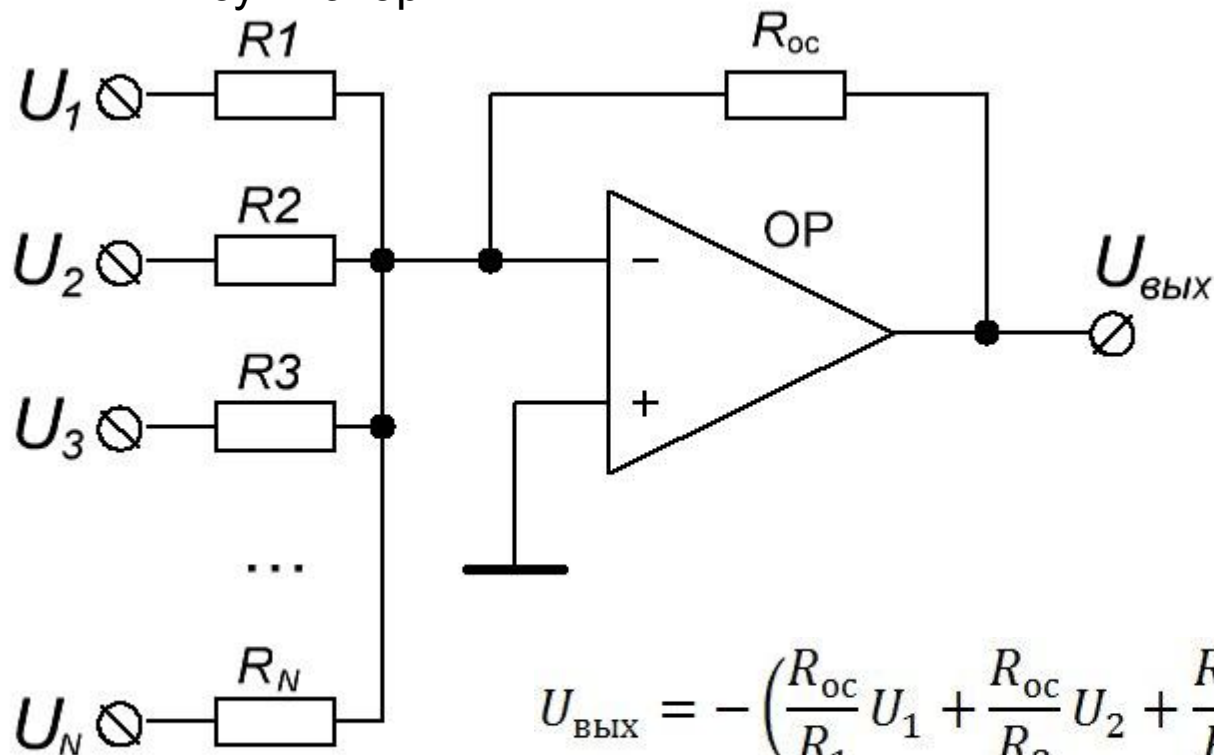 R1
Rос
U1
R2
OP
U2
−
Uвых
R3
+
U3
...
RN
UN
Uвых = −(Rос/R1 U1 + Rос/R2 U2 +